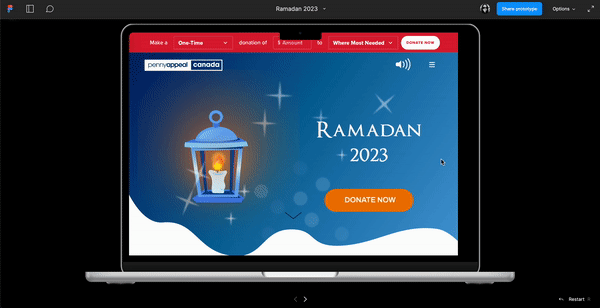 Ramadan 2023
Share prototype
Options
Make a One-Time donation of $ Amount to Where Most Needed DONATE NOW
pennyappeal canada
RAMADAN
2023
DONATE NOW
Restart